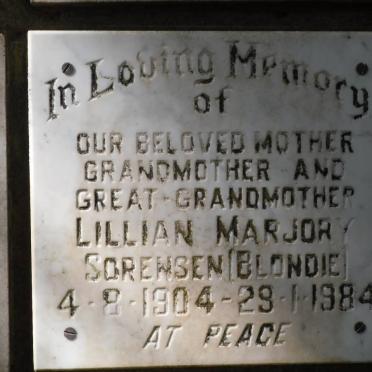 In Loving Memory
of
OUR BELOVED MOTHER
GRANDMOTHER AND
GREAT-GRANDMOTHER
LILLIAN MARJORY
SORENSEN (BLONDIE)
4-8-1904-29-1-1984
AT PEACE